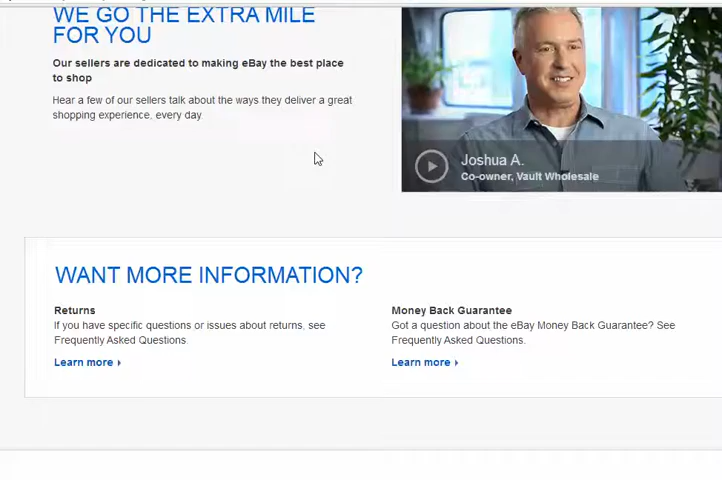 WE GO THE EXTRA MILE
FOR YOU
Our sellers are dedicated to making eBay the best place
to shop
Hear a few of our sellers talk about the ways they deliver a great
shopping experience, every day
Joshua A.
Co-owner, Vault Wholesale
WANT MORE INFORMATION?
Returns
If you have specific questions or issues about returns, see
Frequently Asked Questions.
Learn more
Money Back Guarantee
Got a question about the eBay Money Back Guarantee? See
Frequently Asked Questions.
Learn more